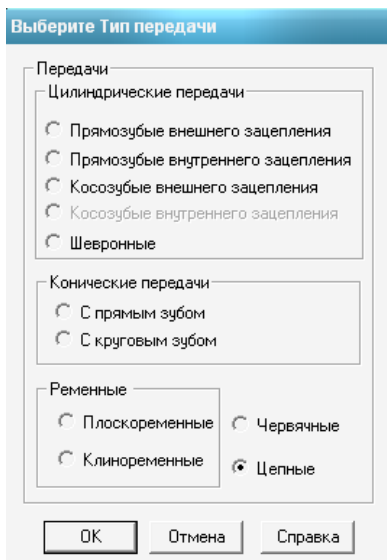 Выберите Тип передачи
Передачи
Цилиндрические передачи
Прямозубые внешнего зацепления
Прямозубые внутреннего зацепления
Косозубые внешнего зацепления
Косозубые внутреннего зацепления
Шевронные
Конические передачи
С прямым зубом
С круговым зубом
Ременные
Плоскоременные
Червячные
Клиноременные
Цепные
OK
Отмена
Справка